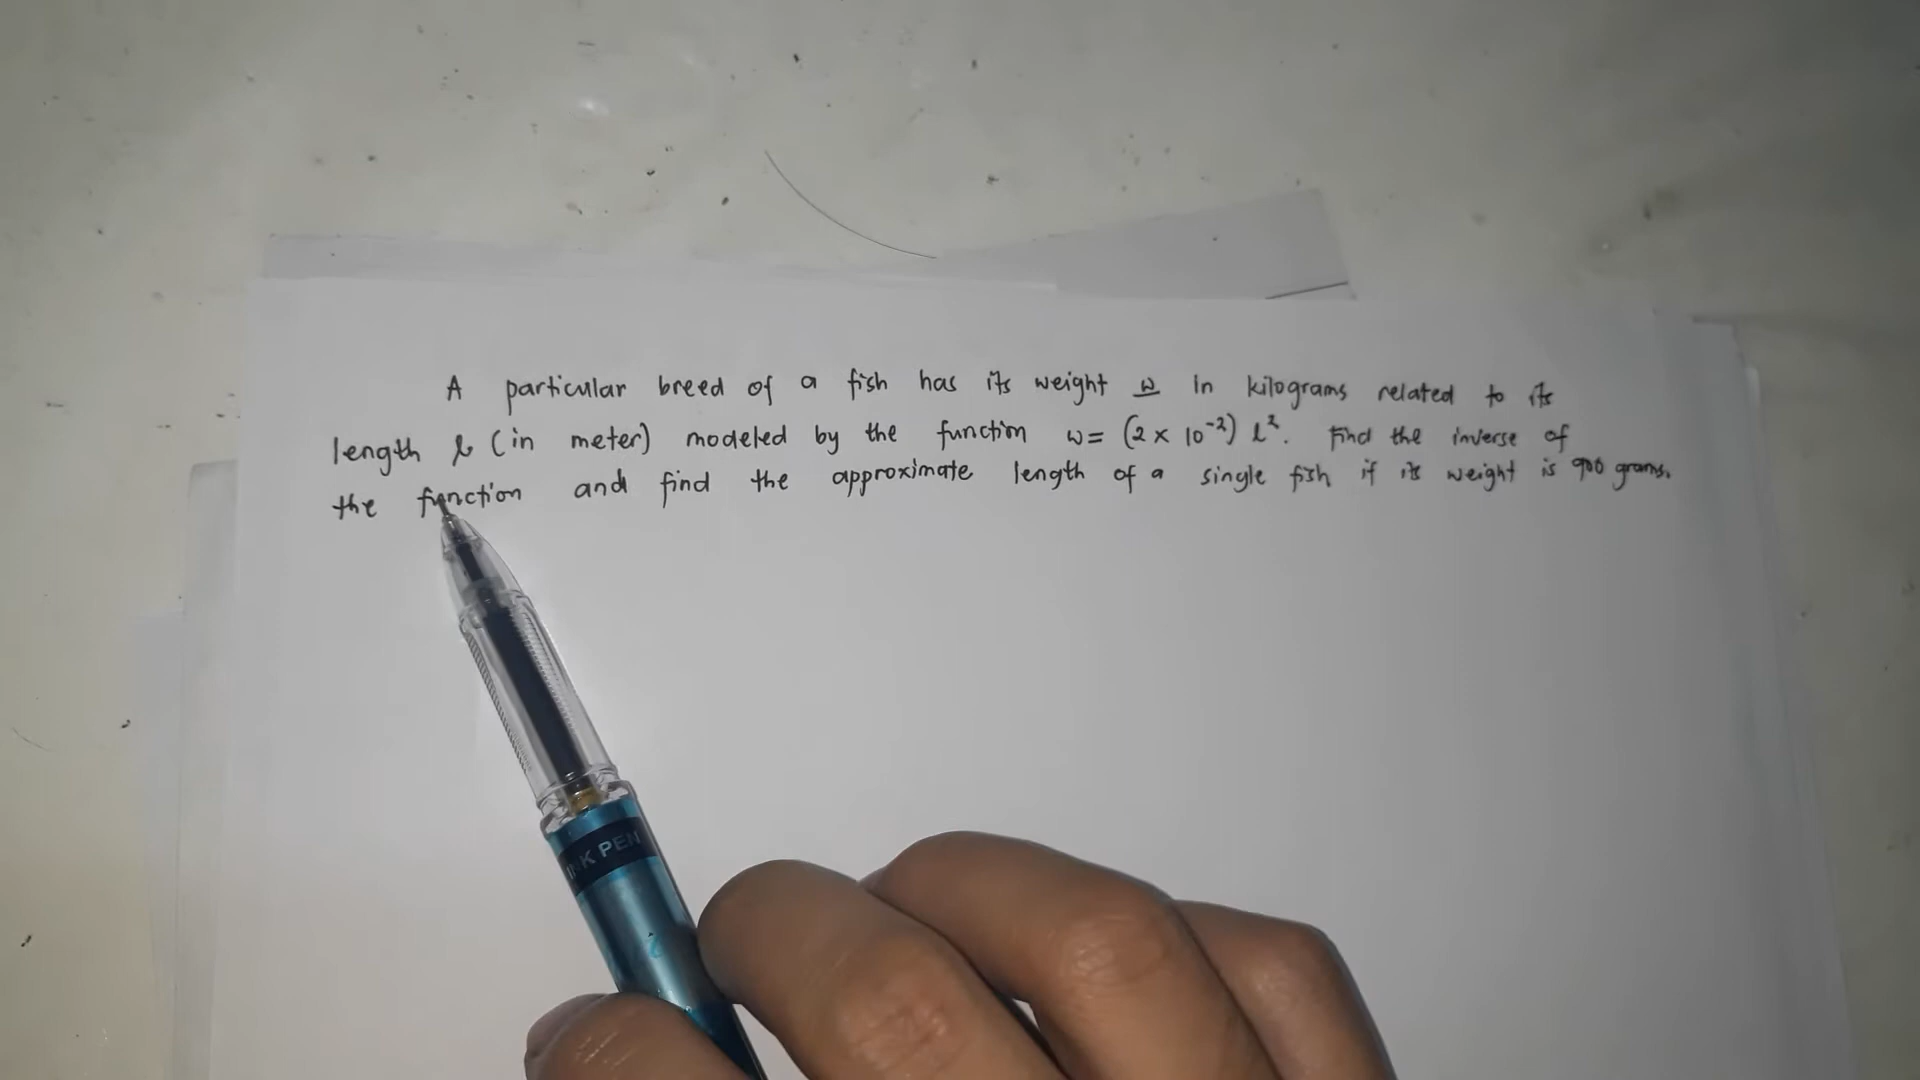 A particular breed of a fish has its weight w in kilograms related to its
length l (in meter) modeled by the function w = (2 x 10⁻²) l². Find the inverse of
the function and find the approximate length of a single fish if its weight is 900 grams.
INK PEN